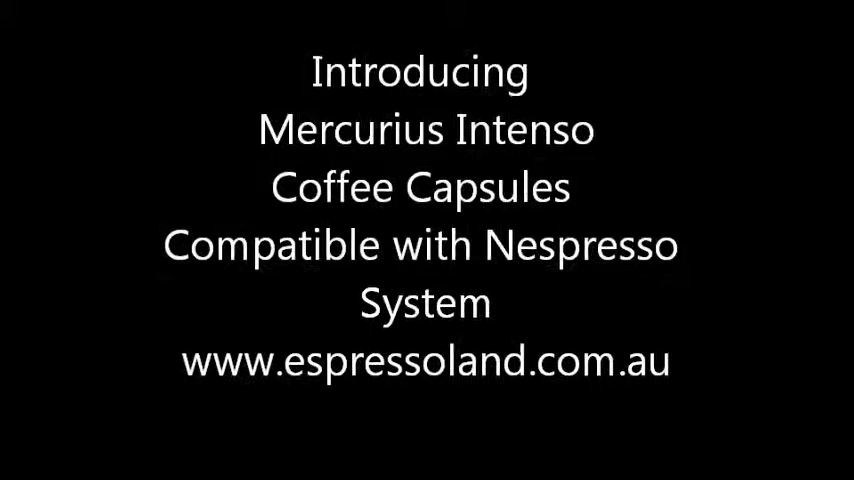 Introducing
Mercurius Intenso
Coffee Capsules
Compatible with Nespresso
System
www.espressoland.com.au